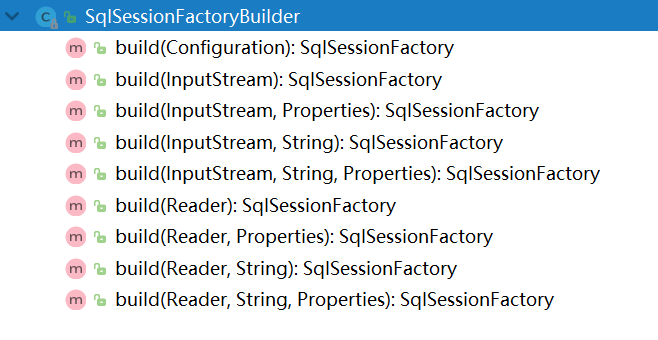 SqlSessionFactoryBuilder
build(Configuration): SqlSessionFactory
build(InputStream): SqlSessionFactory
build(InputStream, Properties): SqlSessionFactory
build(InputStream, String): SqlSessionFactory
build(InputStream, String, Properties): SqlSessionFactory
build(Reader): SqlSessionFactory
build(Reader, Properties): SqlSessionFactory
build(Reader, String): SqlSessionFactory
build(Reader, String, Properties): SqlSessionFactory